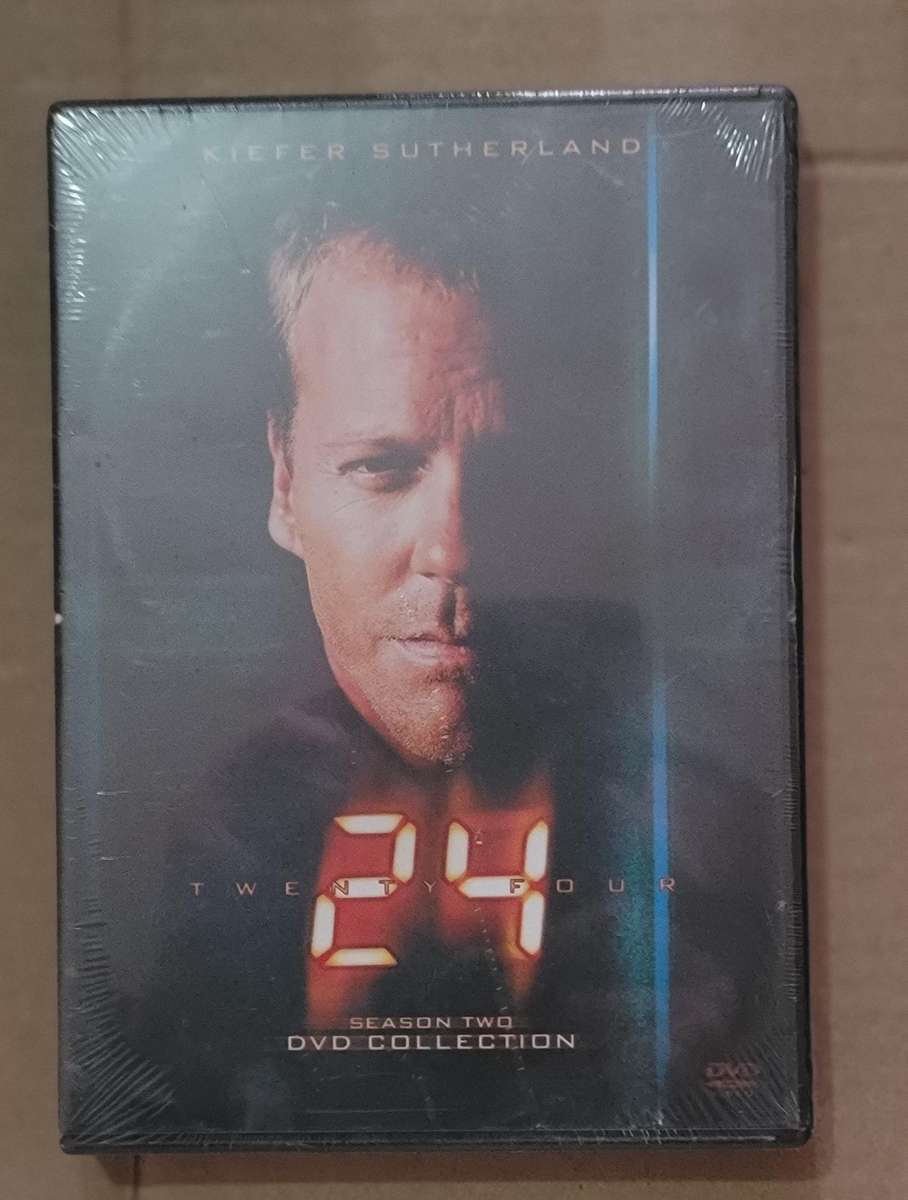 KIEFER SUTHERLAND
24
TWENTY FOUR
SEASON TWO
DVD COLLECTION
DVD